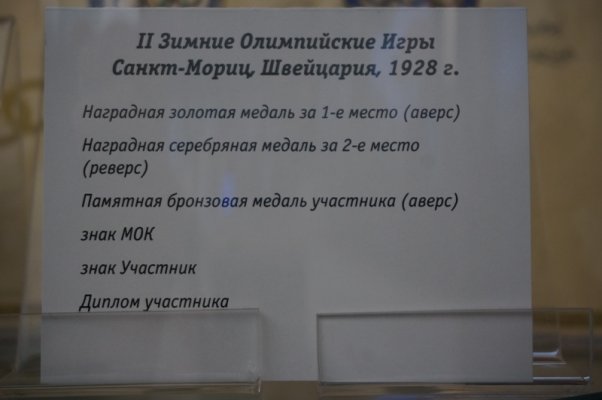 II Зимние Олимпийские Игры
Санкт-Мориц, Швейцария, 1928 г.
Наградная золотая медаль за 1-е место (аверс)
Наградная серебряная медаль за 2-е место
(реверс)
Памятная бронзовая медаль участника (аверс)
знак МОК
знак Участник
Диплом участника